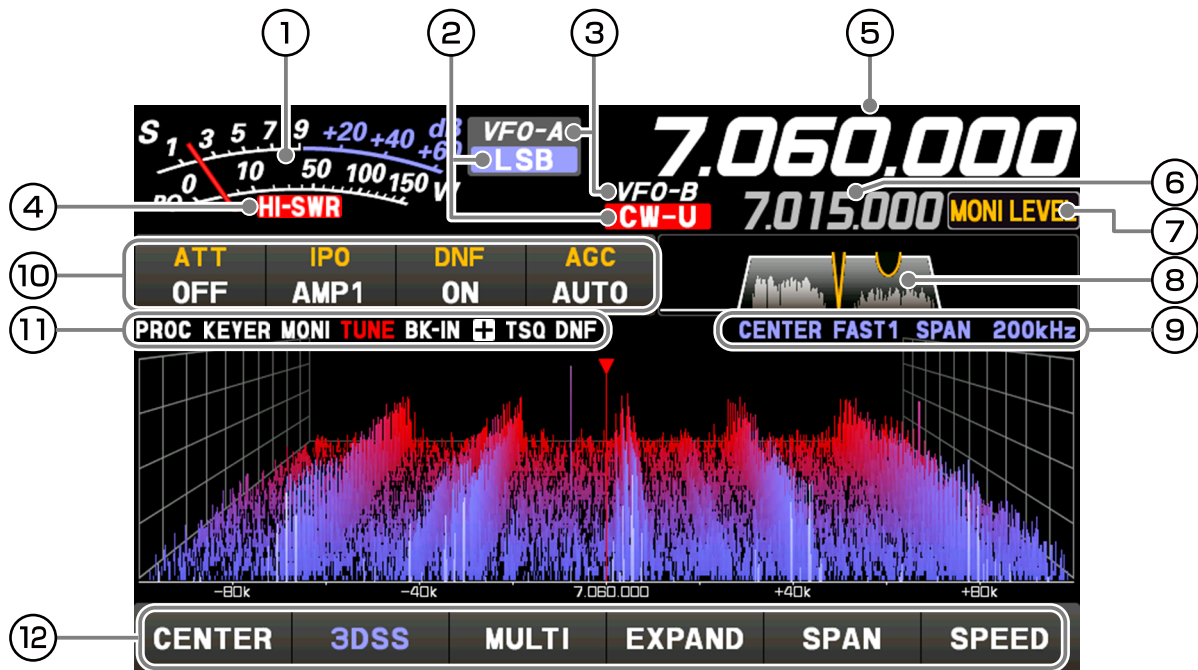 1 2 3 5
S 1 3 5 7 9 +20 +40 +60 dB VFO-A 7.060.000
LSB
PO 0 10 50 100 150 W VFO-B 6
4 HI-SWR CW-U 7.015.000 MONI LEVEL
7
10 ATT IPO DNF AGC
OFF AMP1 ON AUTO 8
11 PROC KEYER MONI TUNE BK-IN + TSQ DNF CENTER FAST1 SPAN 200kHz 9
-80k -40k 7.060.000 +40k +80k
12 CENTER 3DSS MULTI EXPAND SPAN SPEED